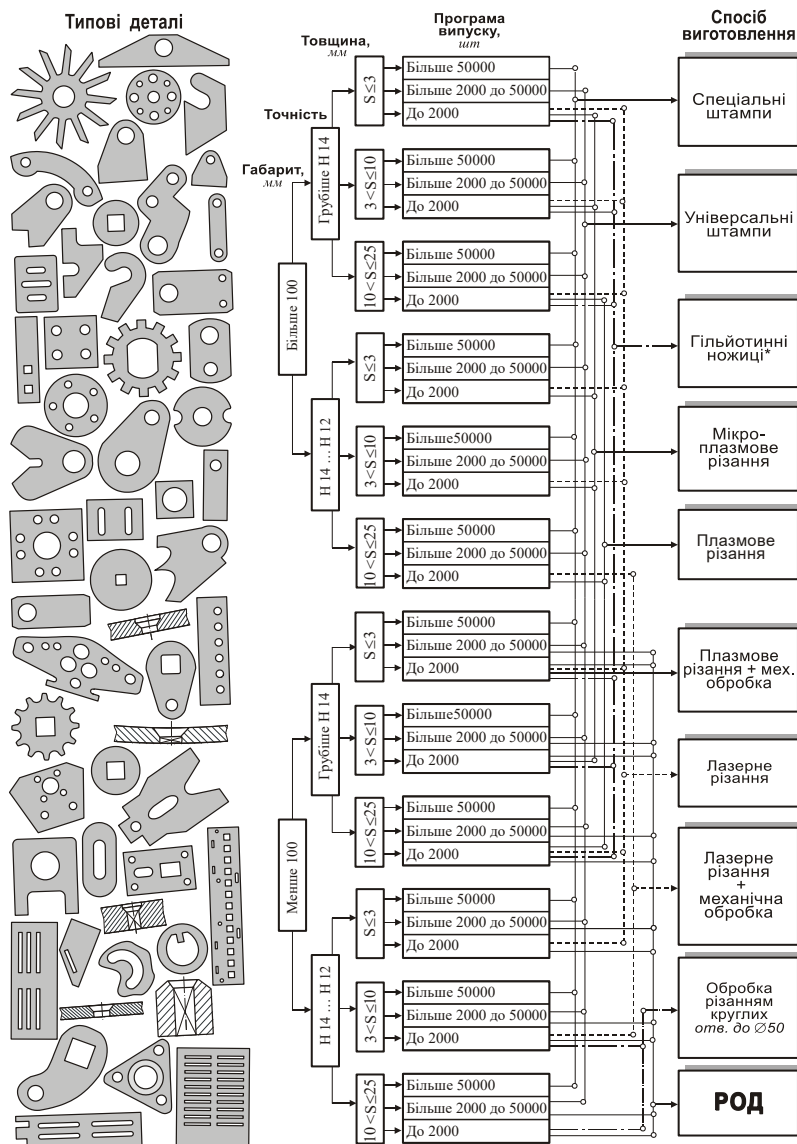 Типові деталі
Габарит,
мм
Точність
Товщина,
мм
Програма
випуску,
шт
Спосіб
виготовлення
Більше 100
Грубіше Н 14
S ≤3
Більше 50000
Більше 2000 до 50000
До 2000
3 <S≤10
Більше 50000
Більше 2000 до 50000
До 2000
10 <S≤25
Більше 50000
Більше 2000 до 50000
До 2000
Н 14 ... Н 12
S≤3
Більше 50000
Більше 2000 до 50000
До 2000
3 <S≤10
Більше50000
Більше 2000 до 50000
До 2000
10 <S≤25
Більше 50000
Більше 2000 до 50000
До 2000
Менше 100
Грубіше Н 14
S ≤3
Більше 50000
Більше 2000 до 50000
До 2000
3 <S≤10
Більше50000
Більше 2000 до 50000
До 2000
10 <S≤25
Більше 50000
Більше 2000 до 50000
До 2000
Н 14 ... Н 12
S≤3
Більше 50000
Більше 2000 до 50000
До 2000
3 <S≤10
Більше 50000
Більше 2000 до 50000
До 2000
10 <S≤25
Більше 50000
Більше 2000 до 50000
До 2000
Спеціальні
штампи
Універсальні
штампи
Гільйотинні
ножиці*
Мікро-
плазмове
різання
Плазмове
різання
Плазмове
різання + мех.
обробка
Лазерне
різання
Лазерне
різання
+
механічна
обробка
Обробка
різанням
круглих
отв. до ∅50
РОД